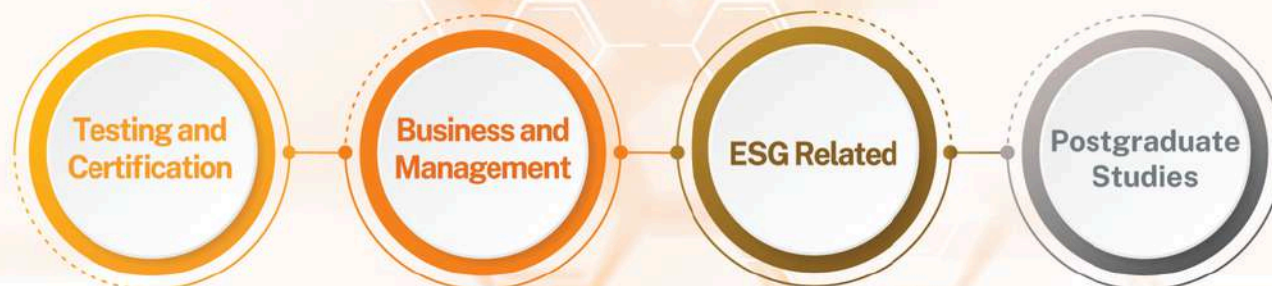 Testing and
Certification
Business and
Management
ESG Related
Postgraduate
Studies